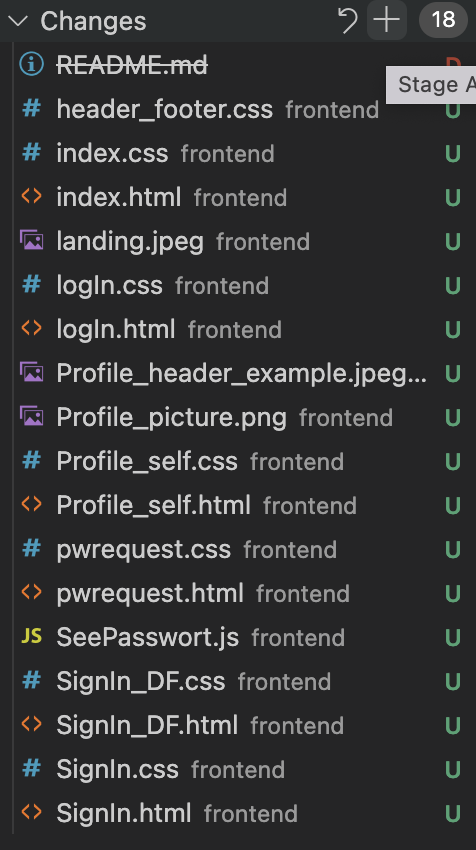 Changes 18
README.md D
Stage A
header_footer.css frontend U
index.css frontend U
index.html frontend U
landing.jpeg frontend U
logIn.css frontend U
logIn.html frontend U
Profile_header_example.jpeg... U
Profile_picture.png frontend U
Profile_self.css frontend U
Profile_self.html frontend U
pwrequest.css frontend U
pwrequest.html frontend U
JS SeePasswort.js frontend U
SignIn_DF.css frontend U
SignIn_DF.html frontend U
SignIn.css frontend U
SignIn.html frontend U